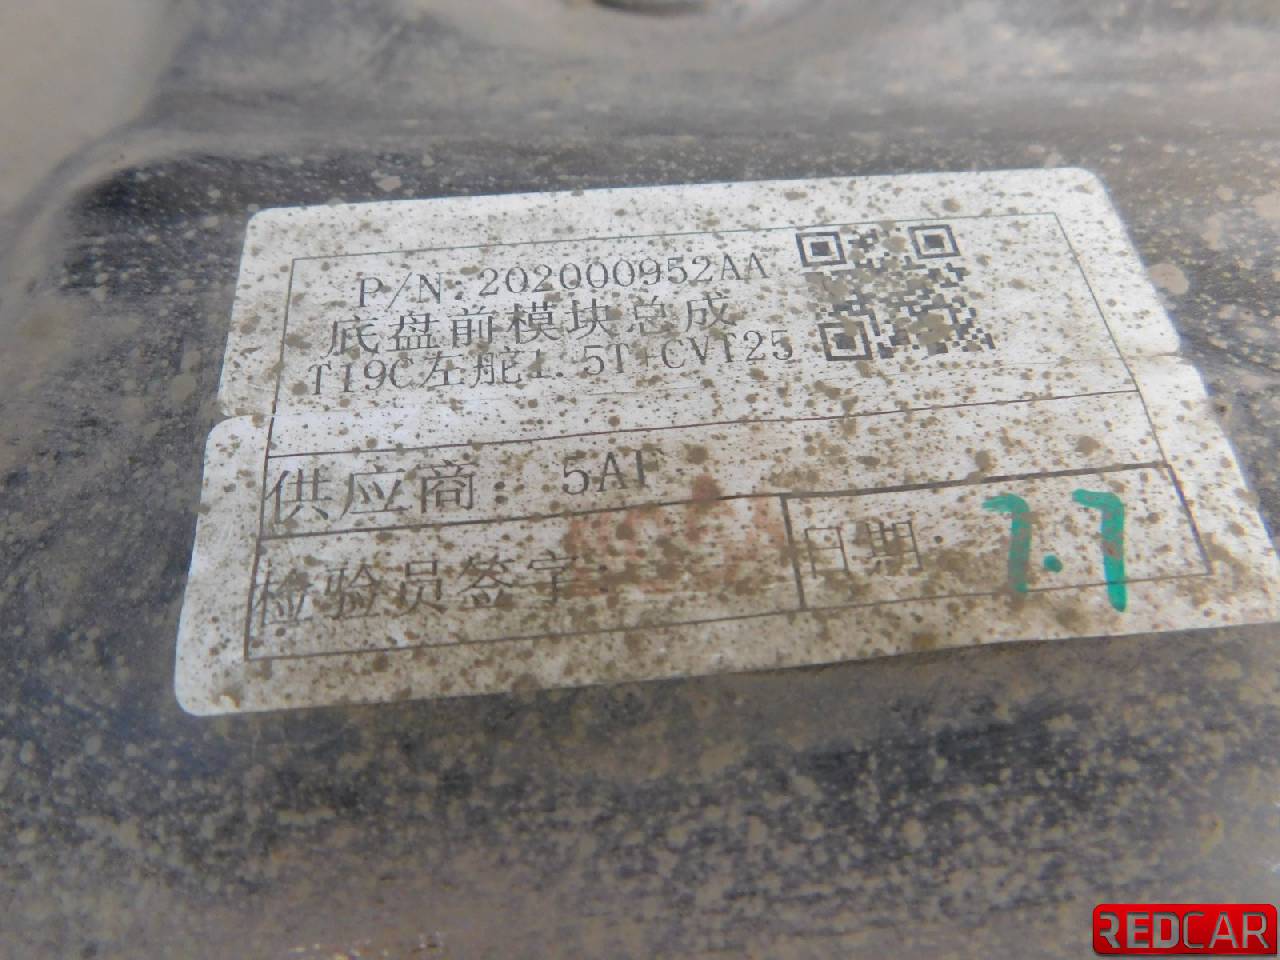 P/N:202000952AA
底盘前模块总成
T19C左舵1.5T+CVT25
供应商: 5AF
检验员签字:
日期: 7.7
REDCAR